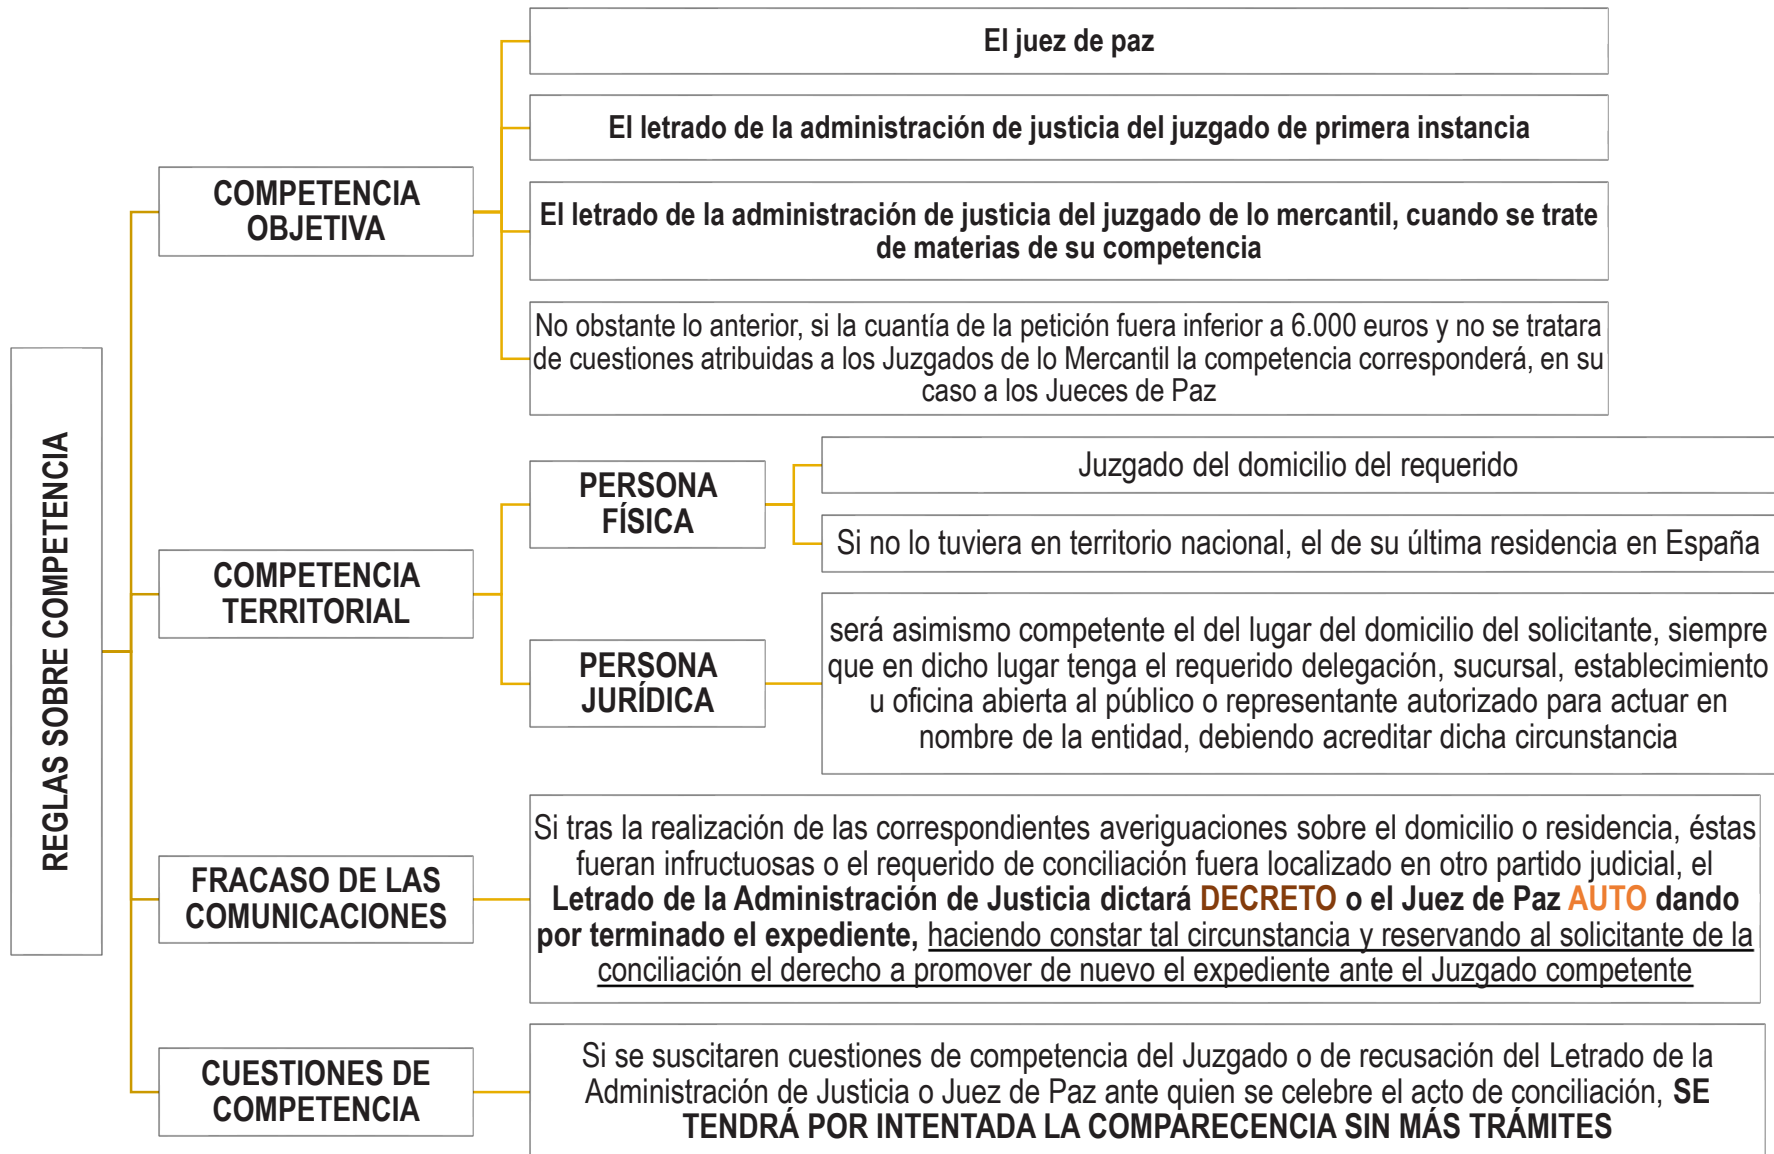 REGLAS SOBRE COMPETENCIA
COMPETENCIA
OBJETIVA
El juez de paz
El letrado de la administración de justicia del juzgado de primera instancia
El letrado de la administración de justicia del juzgado de lo mercantil, cuando se trate
de materias de su competencia
No obstante lo anterior, si la cuantía de la petición fuera inferior a 6.000 euros y no se tratara
de cuestiones atribuidas a los Juzgados de lo Mercantil la competencia corresponderá, en su
caso a los Jueces de Paz
COMPETENCIA
TERRITORIAL
PERSONA
FÍSICA
Juzgado del domicilio del requerido
Si no lo tuviera en territorio nacional, el de su última residencia en España
PERSONA
JURÍDICA
será asimismo competente el del lugar del domicilio del solicitante, siempre
que en dicho lugar tenga el requerido delegación, sucursal, establecimiento
u oficina abierta al público o representante autorizado para actuar en
nombre de la entidad, debiendo acreditar dicha circunstancia
FRACASO DE LAS
COMUNICACIONES
Si tras la realización de las correspondientes averiguaciones sobre el domicilio o residencia, éstas
fueran infructuosas o el requerido de conciliación fuera localizado en otro partido judicial, el
Letrado de la Administración de Justicia dictará DECRETO o el Juez de Paz AUTO dando
por terminado el expediente, haciendo constar tal circunstancia y reservando al solicitante de la
conciliación el derecho a promover de nuevo el expediente ante el Juzgado competente
CUESTIONES DE
COMPETENCIA
Si se suscitaren cuestiones de competencia del Juzgado o de recusación del Letrado de la
Administración de Justicia o Juez de Paz ante quien se celebre el acto de conciliación, SE
TENDRÁ POR INTENTADA LA COMPARECENCIA SIN MÁS TRÁMITES